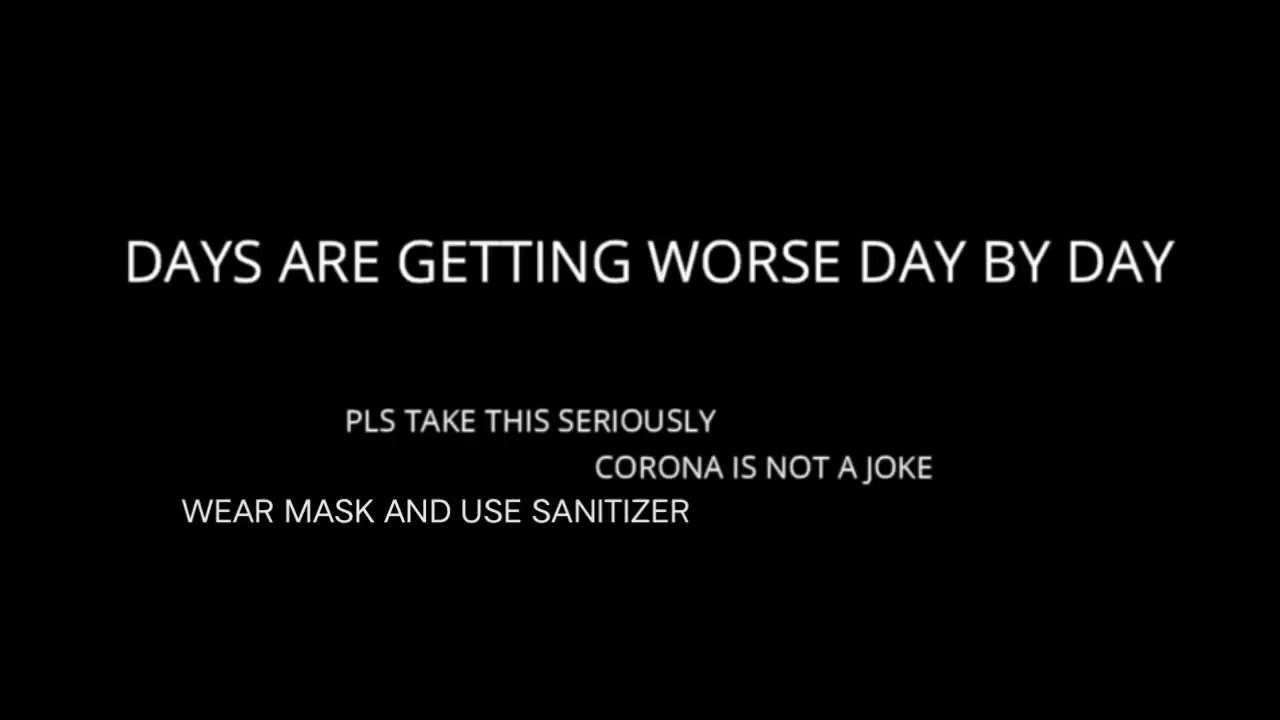 DAYS ARE GETTING WORSE DAY BY DAY
PLS TAKE THIS SERIOUSLY
CORONA IS NOT A JOKE
WEAR MASK AND USE SANITIZER